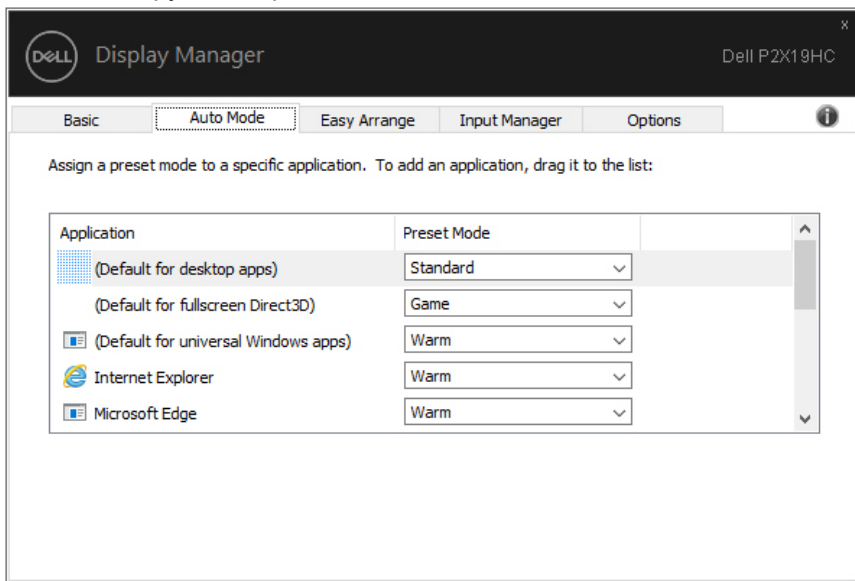 DELL Display Manager Dell P2X19HC x
Basic Auto Mode Easy Arrange Input Manager Options
Assign a preset mode to a specific application. To add an application, drag it to the list:
Application Preset Mode
(Default for desktop apps) Standard
(Default for fullscreen Direct3D) Game
(Default for universal Windows apps) Warm
Internet Explorer Warm
Microsoft Edge Warm